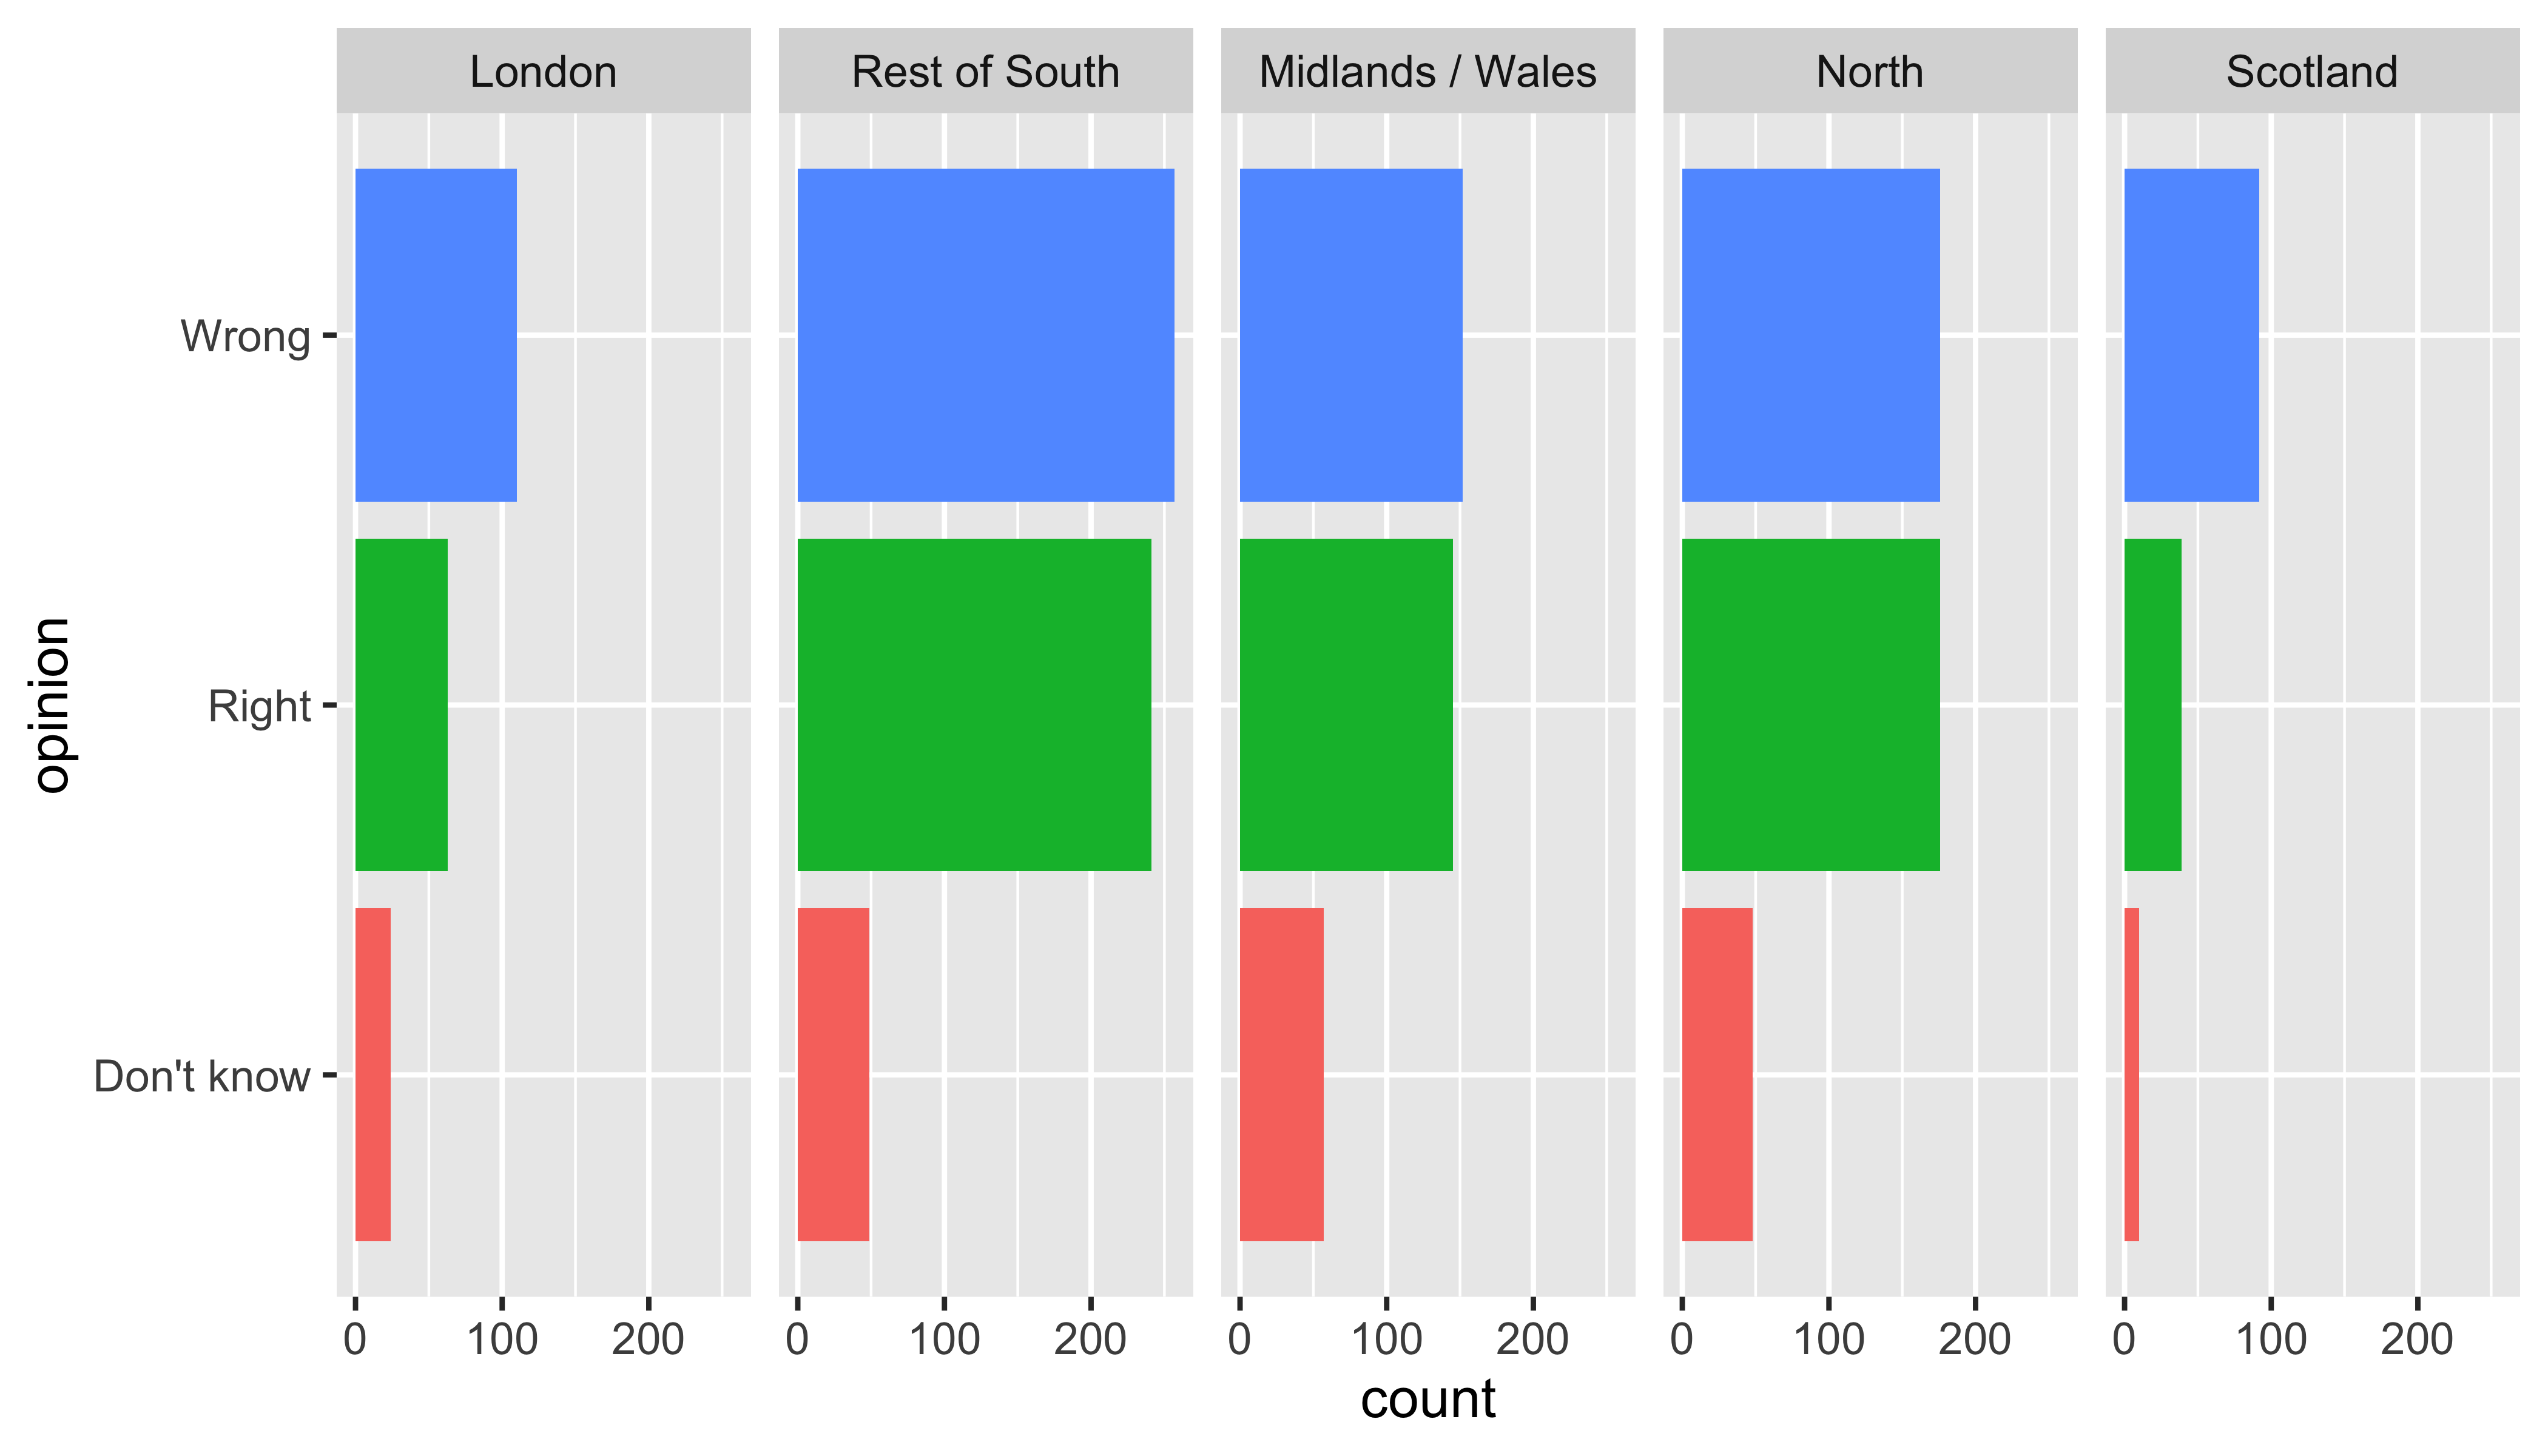 London
Rest of South
Midlands / Wales
North
Scotland
opinion
Wrong
Right
Don't know
0 100 200
0 100 200
0 100 200
0 100 200
0 100 200
count